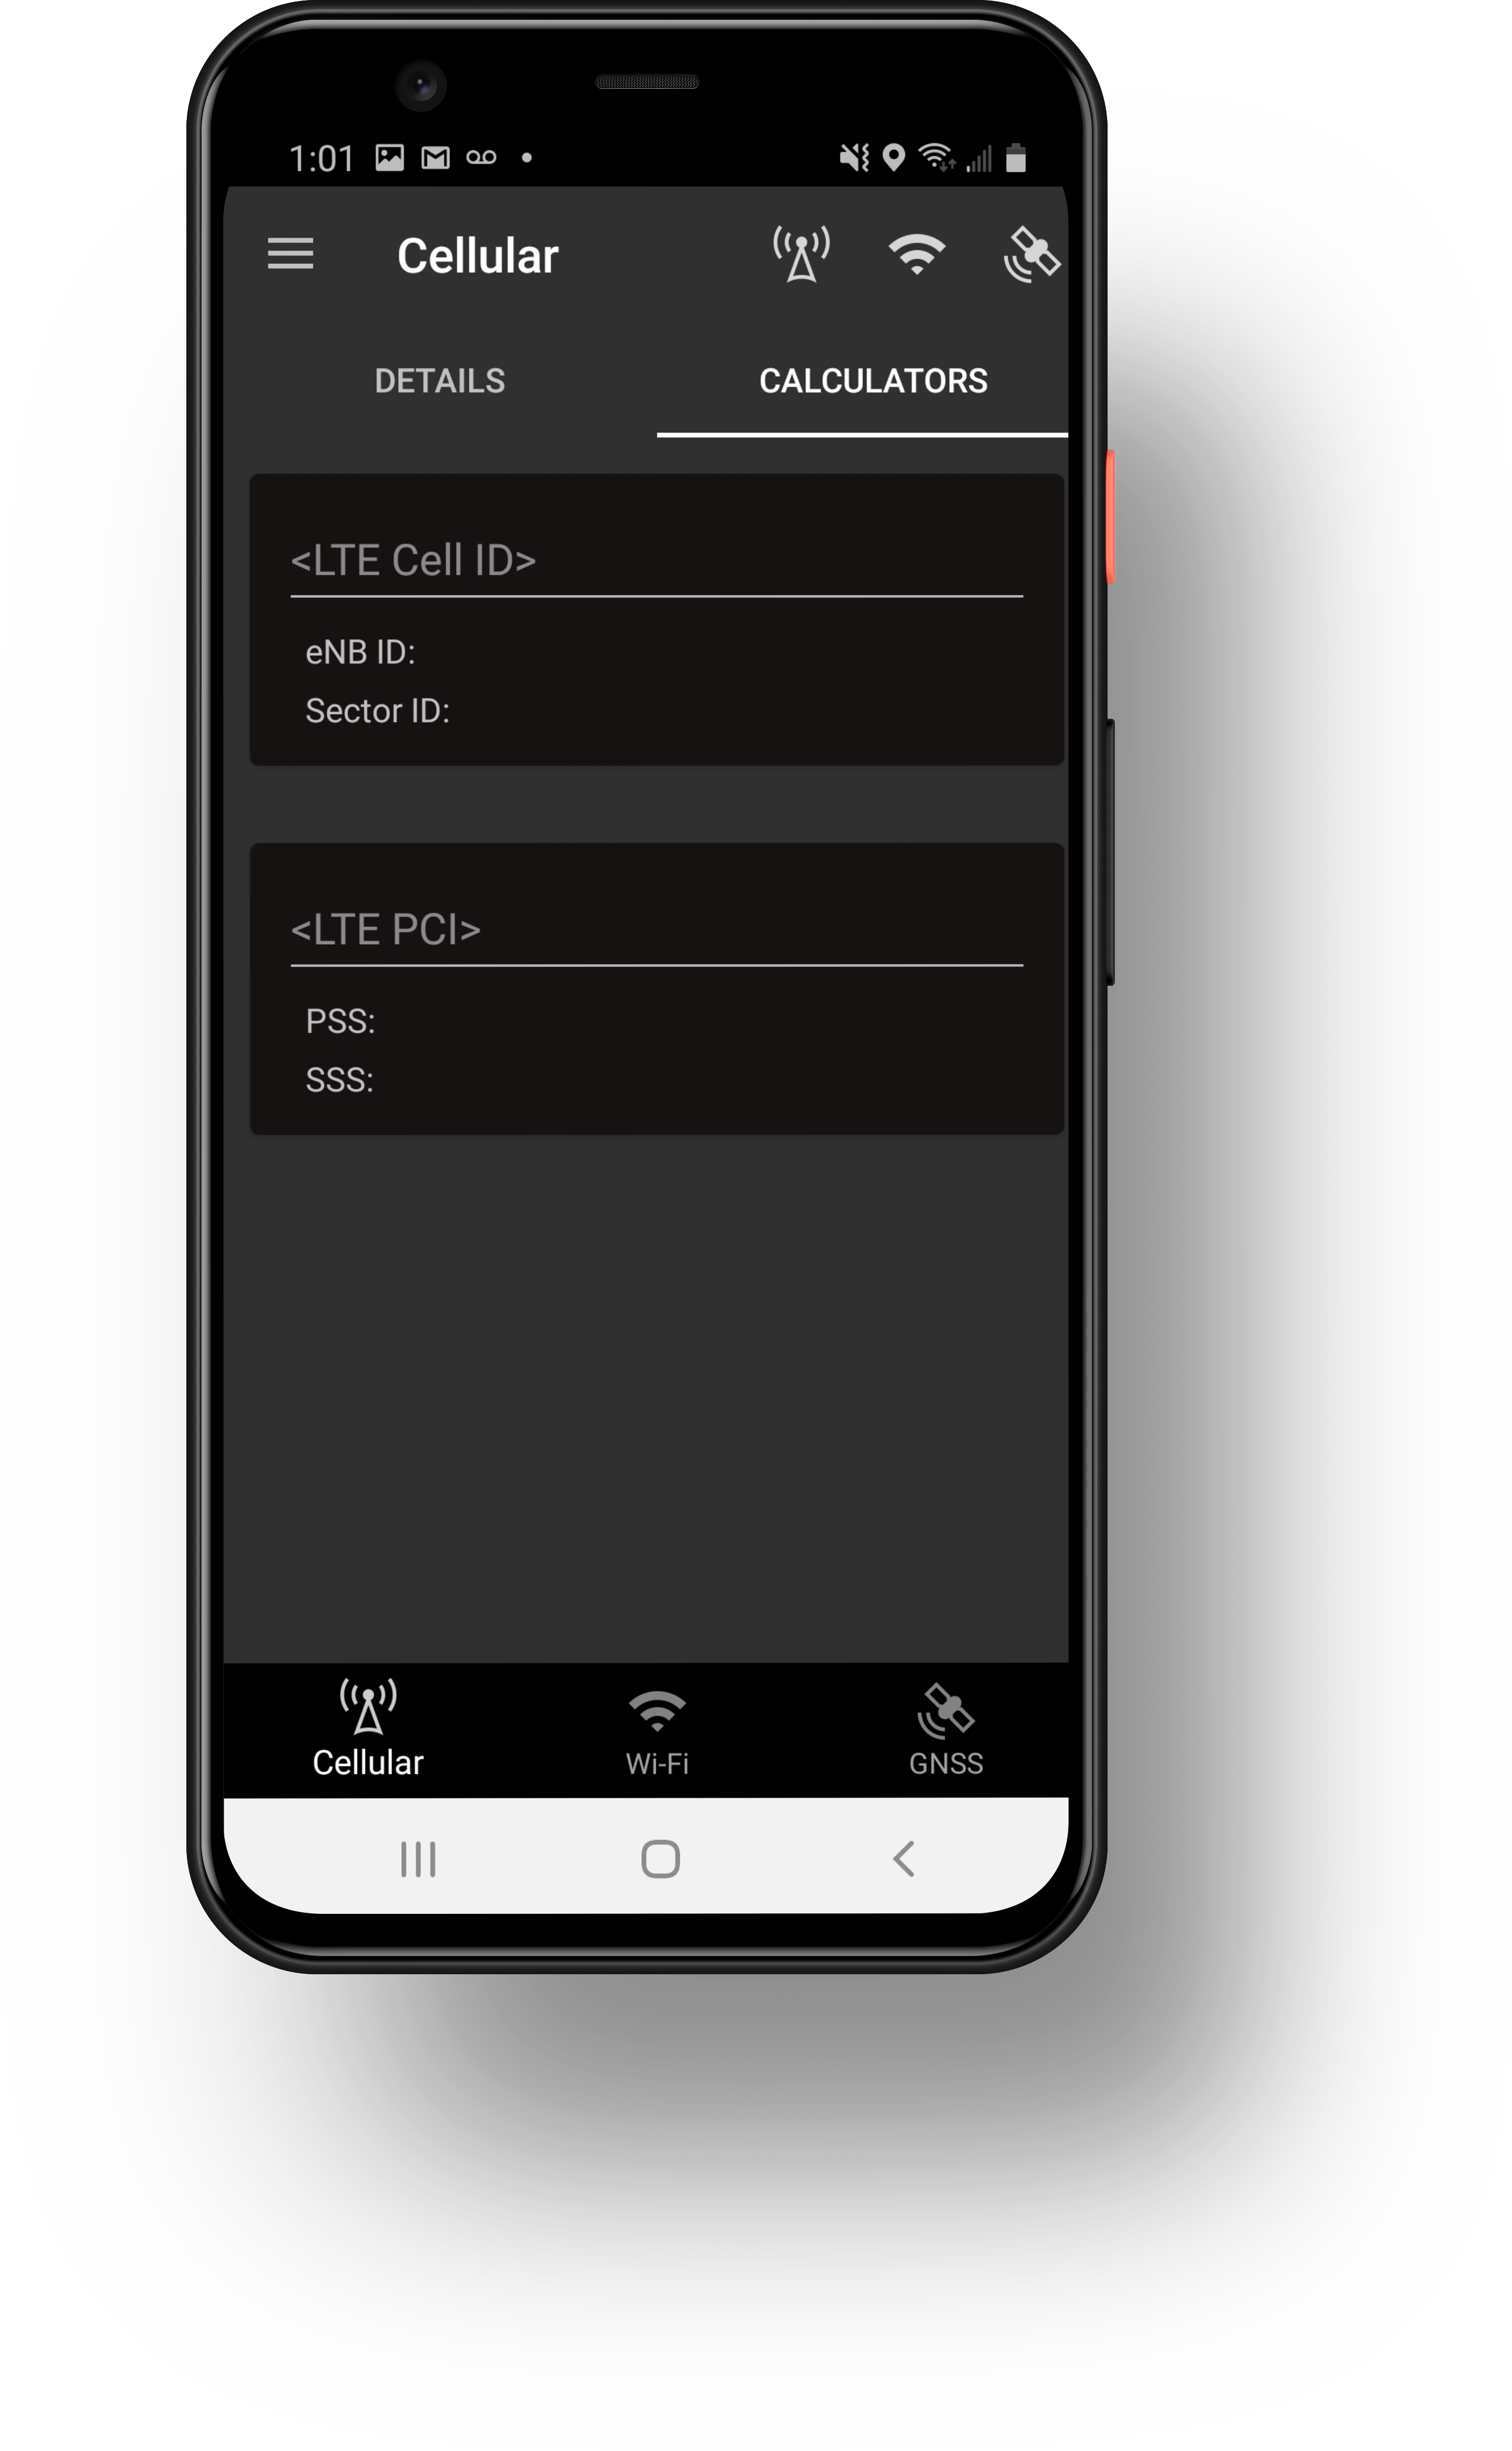 1:01
Cellular
DETAILS CALCULATORS
<LTE Cell ID>
eNB ID:
Sector ID:
<LTE PCI>
PSS:
SSS:
Cellular Wi-Fi GNSS